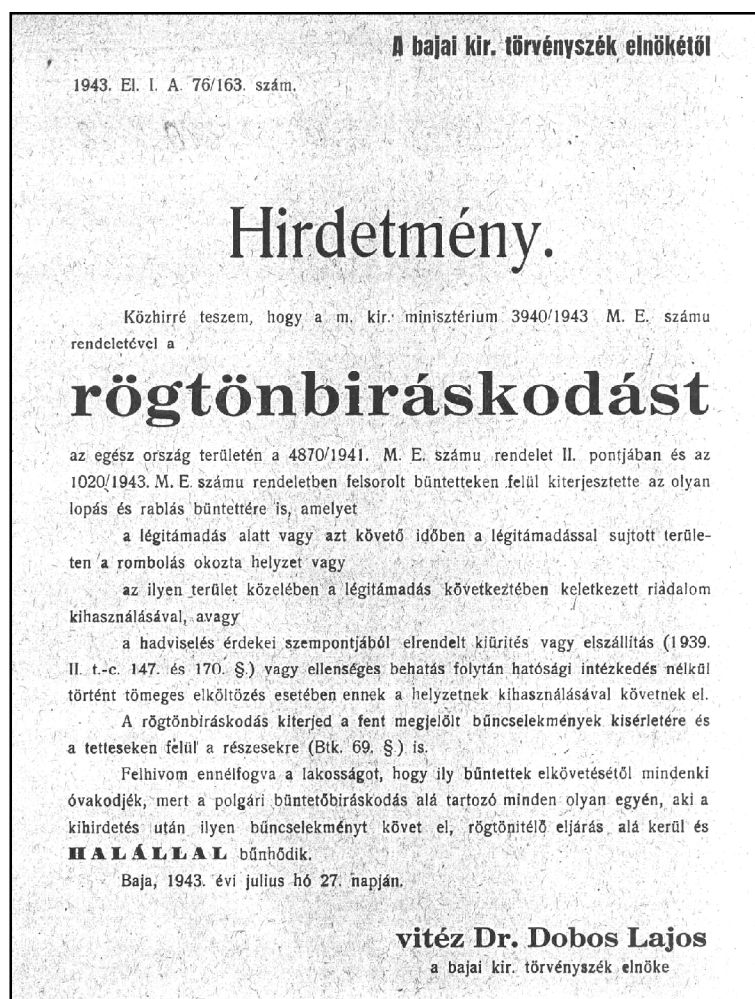 A bajai kir. törvényszék elnökétől
1943. El. I. A. 76/163. szám.
Hirdetmény.
Közhirré teszem, hogy a m. kir. minisztérium 3940/1943 M. E. számu
rendeletével a
rögtönbiráskodást
az egész ország területén a 4870/1941. M. E. számu rendelet II. pontjában és az
1020/1943. M. E. számu rendeletben felsorolt büntetteken felül kiterjesztette az olyan
lopás és rablás büntettére is, amelyet
a légitámadás alatt vagy azt követő időben a légitámadással sujtott terüle-
ten a rombolás okozta helyzet vagy
az ilyen terület közelében a légitámadás következtében keletkezett riadalom
kihasználásával, avagy
a hadviselés érdekei szempontjából elrendelt kiürités vagy elszállitás (1939.
II. t.-c. 147. és 170. §.) vagy ellenséges behatás folytán hatósági intézkedés nélkül
történt tömeges elköltözés esetében ennek a helyzetnek kihasználásával követnek el.
A rögtönbiráskodás kiterjed a fent megjelölt bűncselekmények kisérletére és
a tetteseken felül a részesekre (Btk. 69. §.) is.
Felhivom ennélfogva a lakosságot, hogy ily büntettek elkövetésétől mindenki
óvakodjék, mert a polgári büntetőbiráskodás alá tartozó minden olyan egyén, aki a
kihirdetés után ilyen bűncselekményt követ el, rögtönitélő eljárás alá kerül és
HALÁLLAL bűnhődik.
Baja, 1943. évi julius hó 27. napján.
vitéz Dr. Dobos Lajos
a bajai kir. törvényszék elnöke